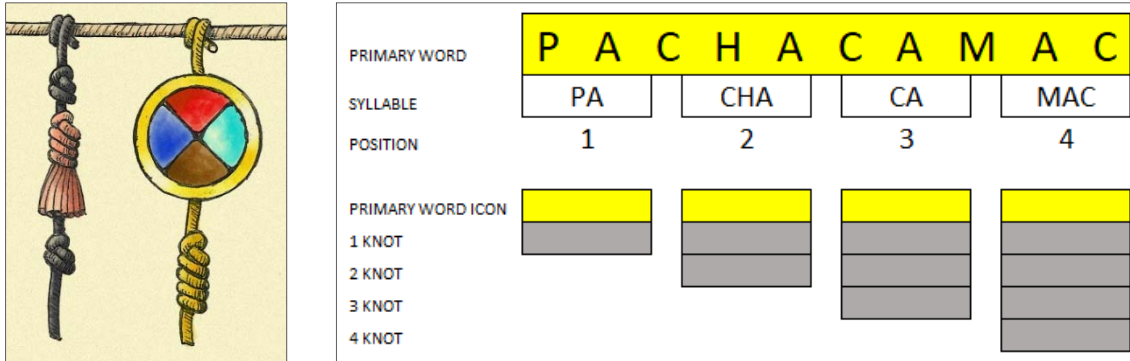 PRIMARY WORD P A C H A C A M A C
SYLLABLE PA CHA CA MAC
POSITION 1 2 3 4
PRIMARY WORD ICON
1 KNOT
2 KNOT
3 KNOT
4 KNOT